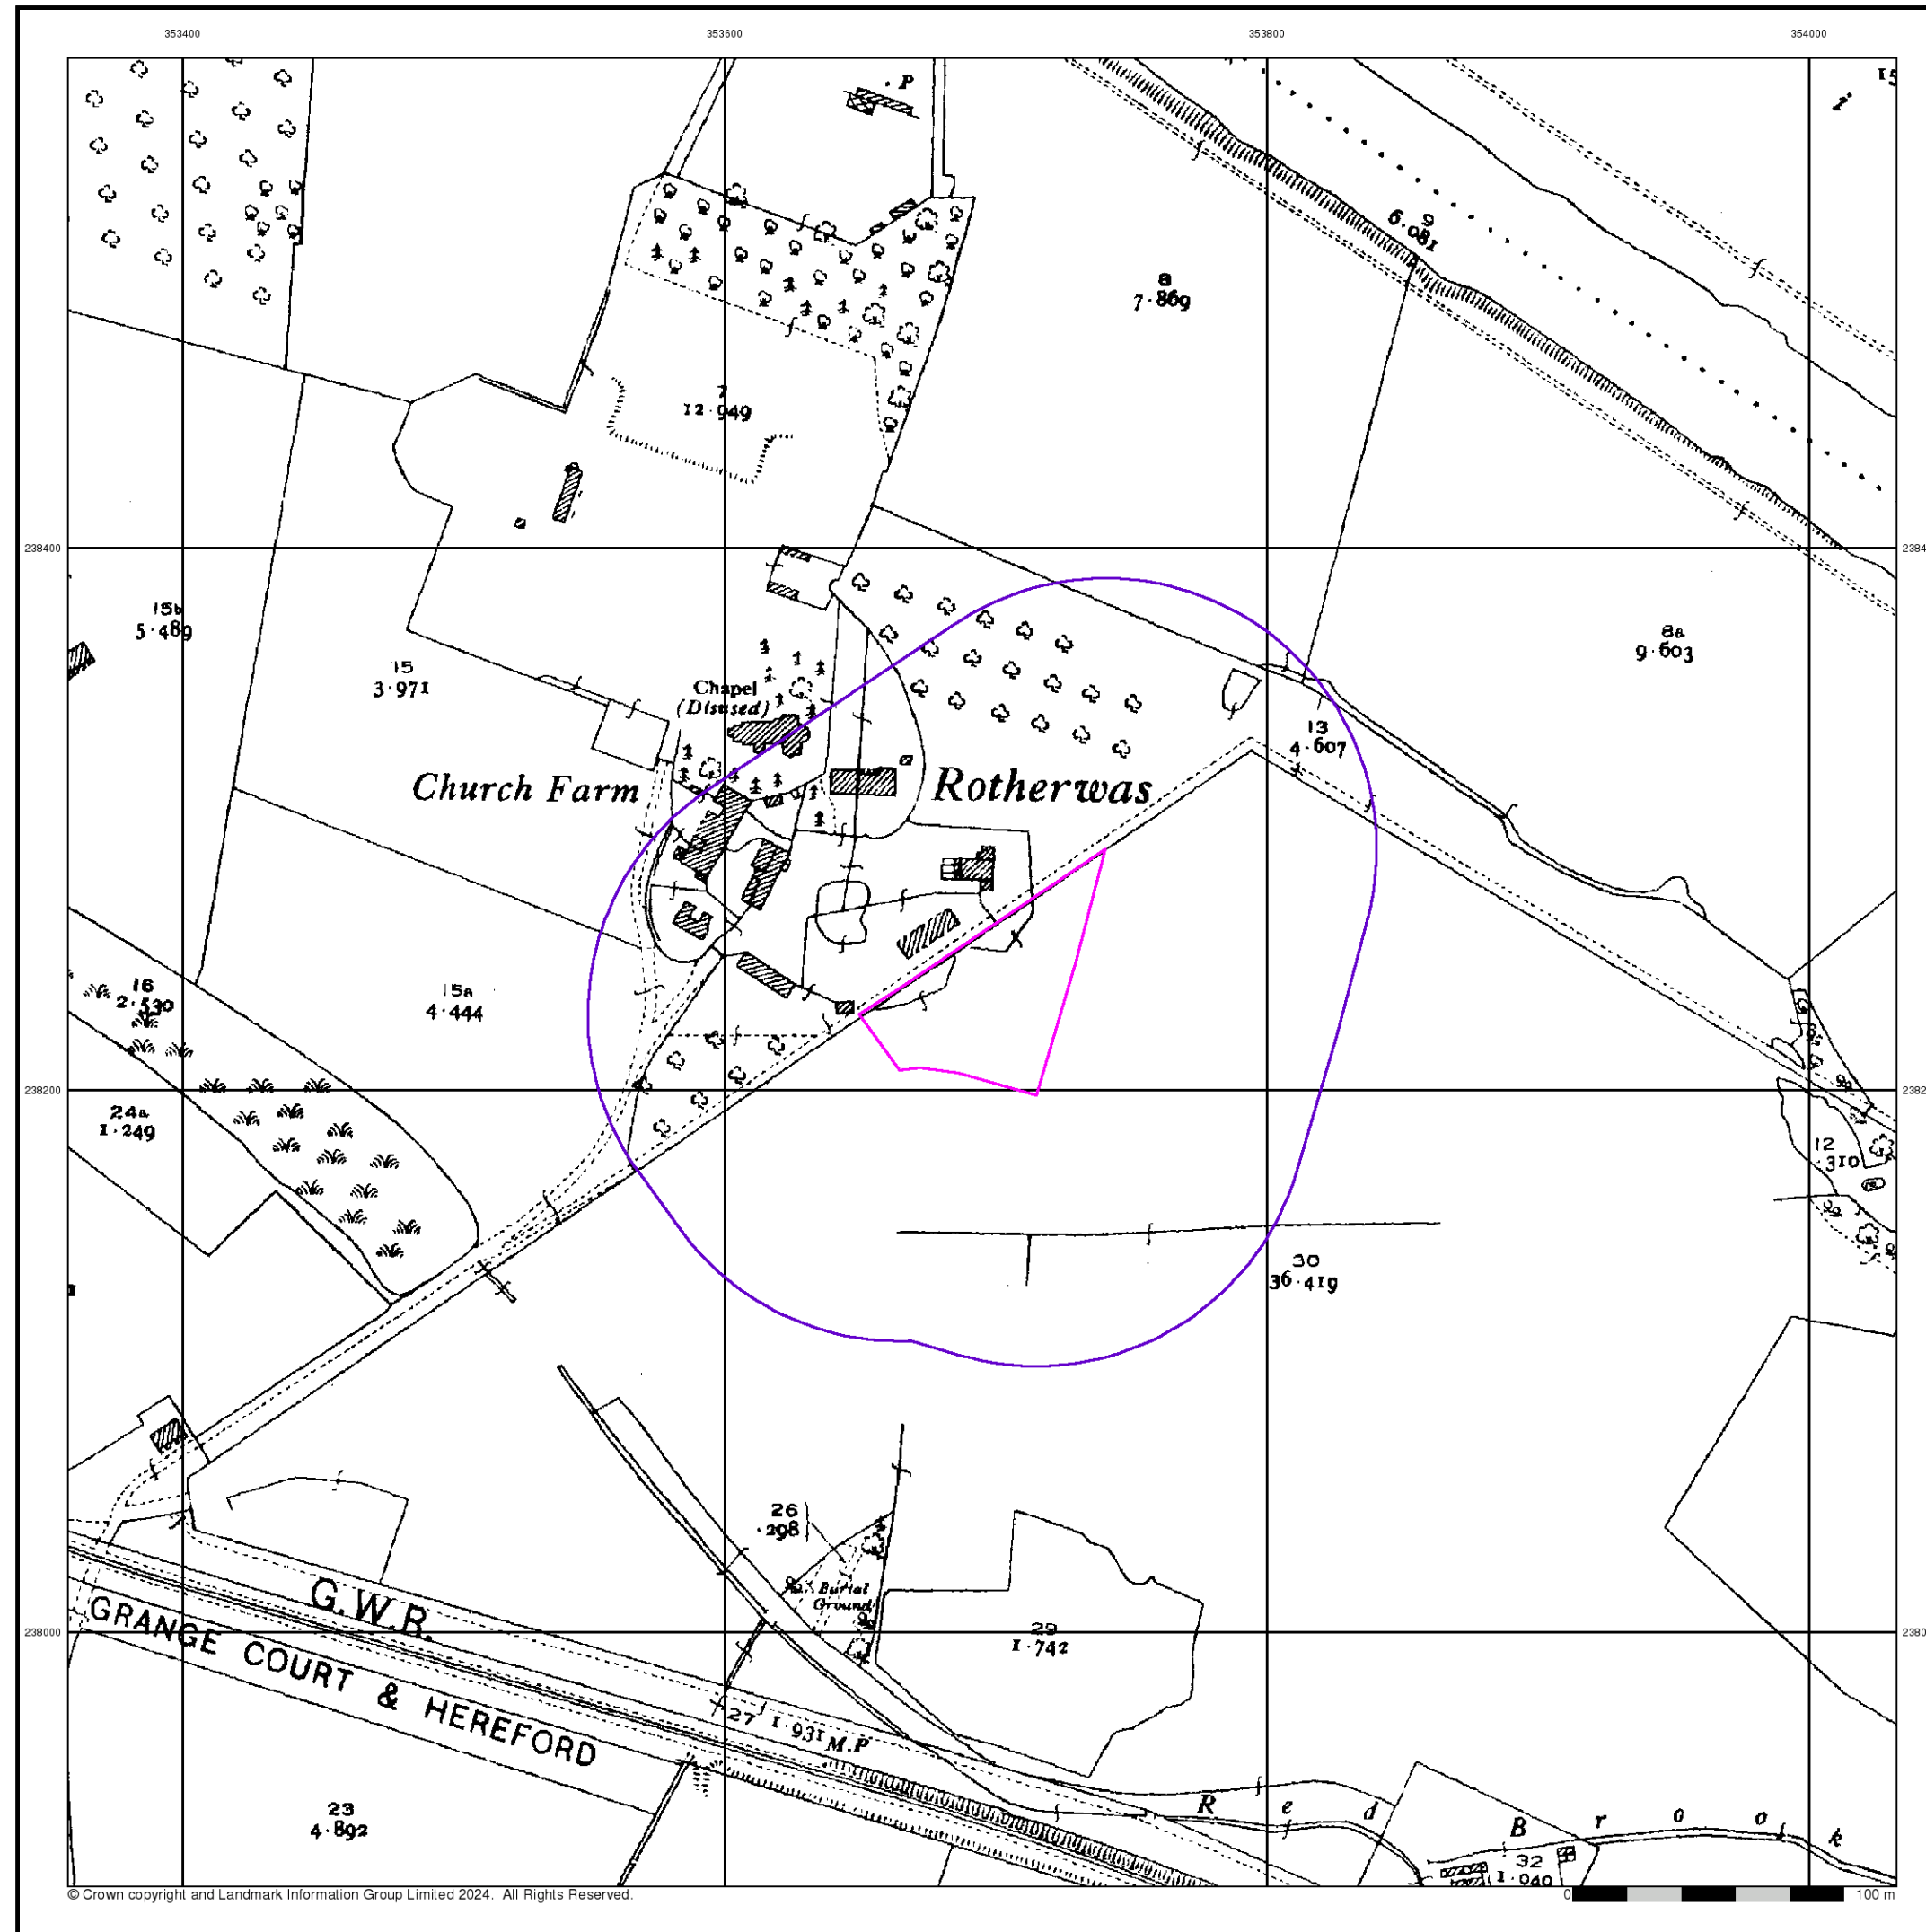 353400 353600 353800 354000
15
P
i
9
6·081
8
7·869
7
12·949
238400
15b
5·489
8a
9·603
15
3·971
Chapel
(Disused)
13
4·607
Church Farm
Rotherwas
16
2·530
15a
4·444
238200
24a
1·249
12
·310
30
36·419
26
·298
Burial
Ground
G.W.R.
GRANGE COURT & HEREFORD
238000
29
1·742
27 1·931 M.P
23
4·892
Red Brook
32
1·040
© Crown copyright and Landmark Information Group Limited 2024. All Rights Reserved.
0 100 m